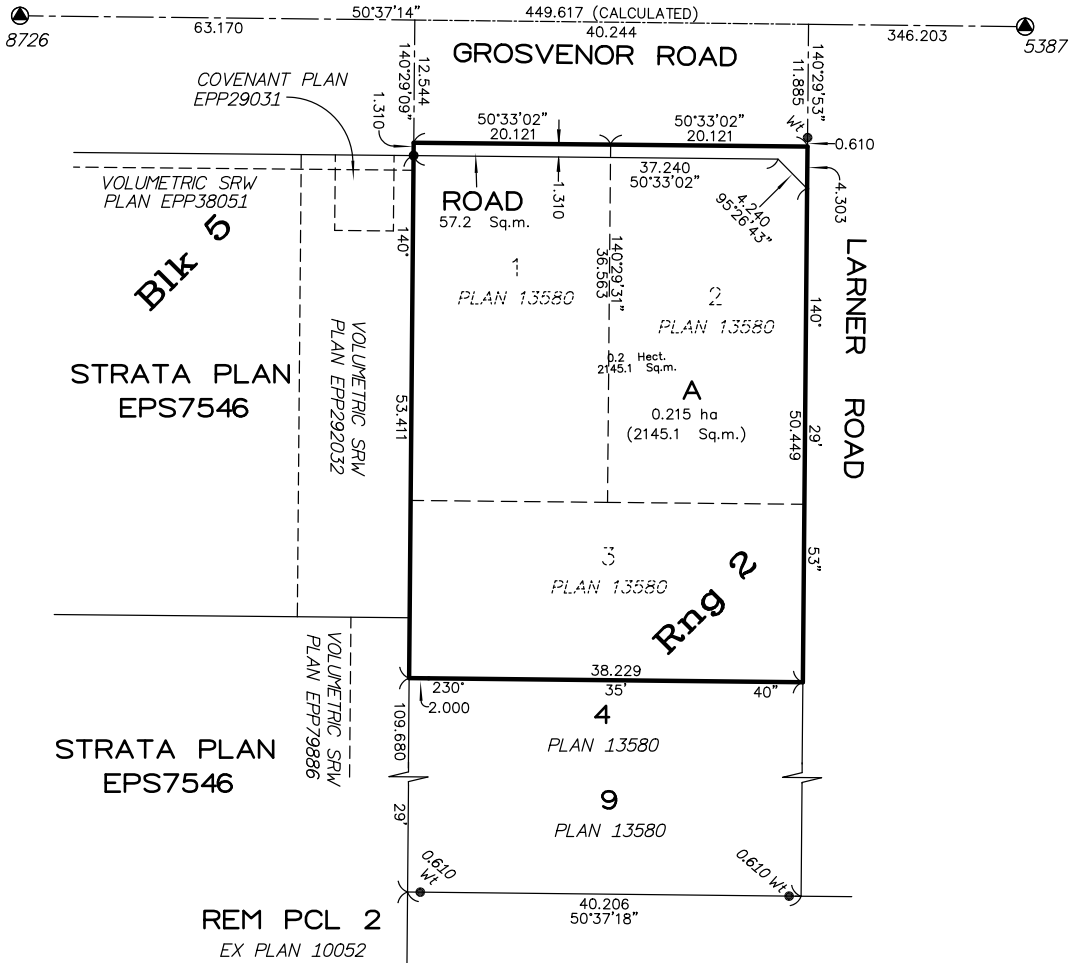 50°37'14"
449.617 (CALCULATED)
8726
63.170
40.244
346.203
5387
GROSVENOR ROAD
COVENANT PLAN
EPP29031
12.544
140°29'09"
1.310
140°29'53"
11.885
Wt
0.610
50°33'02"
20.121
50°33'02"
20.121
37.240
50°33'02"
VOLUMETRIC SRW
PLAN EPP38051
ROAD
57.2 Sq.m.
1.310
4.240
95°26'43"
4.303
Blk 5
140°
1
PLAN 13580
140°29'31"
36.563
2
PLAN 13580
140°
LARNER ROAD
0.2 Hect.
2145.1 Sq.m.
A
0.215 ha
(2145.1 Sq.m.)
STRATA PLAN
EPS7546
VOLUMETRIC SRW
PLAN EPP292032
53.411
50.449
29'
3
PLAN 13580
53"
Rng 2
38.229
230°
35'
40"
2.000
VOLUMETRIC SRW
PLAN EPP79886
109.680
4
PLAN 13580
STRATA PLAN
EPS7546
29'
9
PLAN 13580
0.610
Wt
0.610 Wt
40.206
50°37'18"
REM PCL 2
EX PLAN 10052